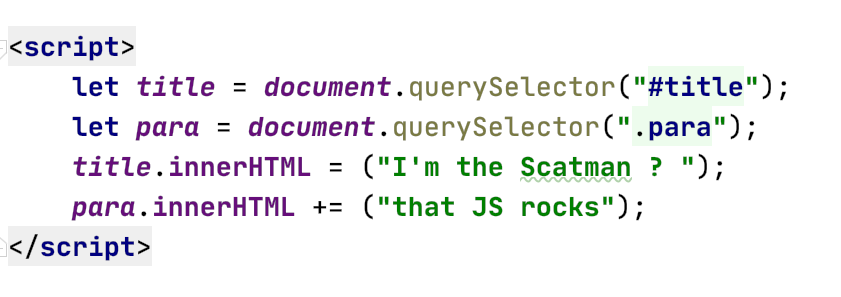 <script>
let title = document.querySelector("#title");
let para = document.querySelector(".para");
title.innerHTML = ("I'm the Scatman ? ");
para.innerHTML += ("that JS rocks");
</script>